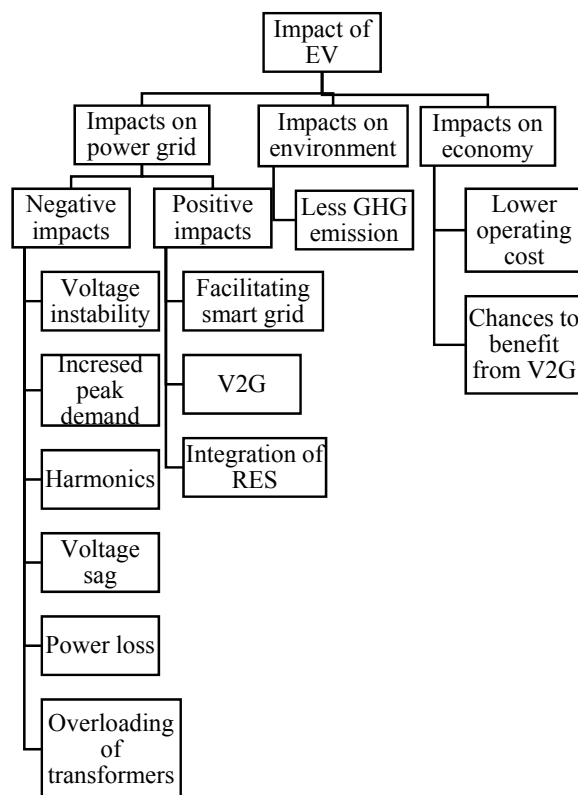 Impact of
EV
Impacts on
power grid
Impacts on
environment
Impacts on
economy
Negative
impacts
Positive
impacts
Less GHG
emission
Lower
operating
cost
Voltage
instability
Facilitating
smart grid
Chances to
benefit
from V2G
Incresed
peak
demand
V2G
Harmonics
Integration of
RES
Voltage
sag
Power loss
Overloading
of
transformers